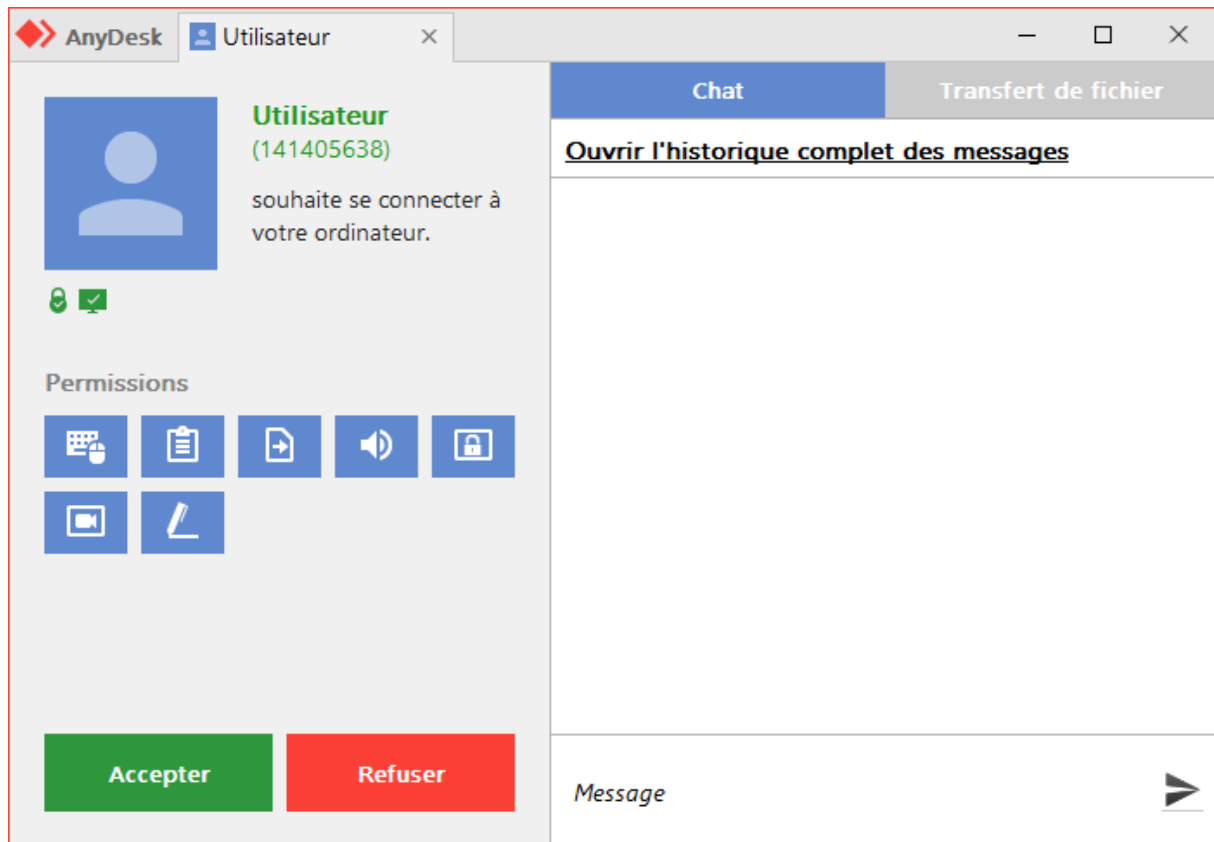 AnyDesk
Utilisateur
Chat
Transfert de fichier
Utilisateur
(141405638)
souhaite se connecter à
votre ordinateur.
Ouvrir l'historique complet des messages
Permissions
Accepter
Refuser
Message